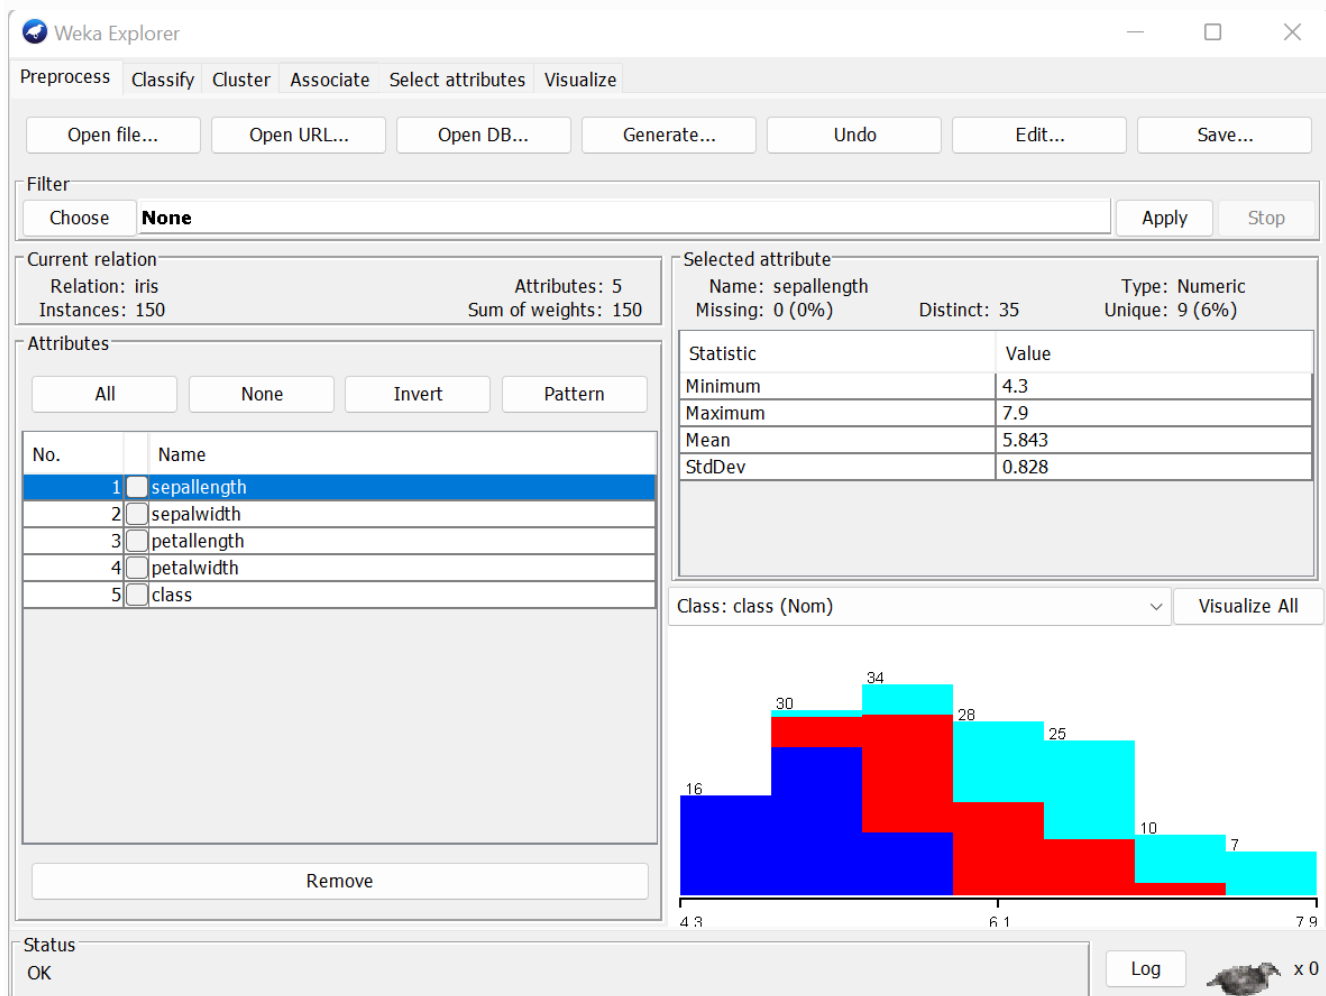 Weka Explorer
Preprocess Classify Cluster Associate Select attributes Visualize
Open file... Open URL... Open DB... Generate... Undo Edit... Save...
Filter
Choose None Apply Stop
Current relation
Relation: iris Attributes: 5
Instances: 150 Sum of weights: 150
Attributes
All None Invert Pattern
No. Name
1 sepallength
2 sepalwidth
3 petallength
4 petalwidth
5 class
Remove
Selected attribute
Name: sepallength Type: Numeric
Missing: 0 (0%) Distinct: 35 Unique: 9 (6%)
Statistic Value
Minimum 4.3
Maximum 7.9
Mean 5.843
StdDev 0.828
Class: class (Nom) Visualize All
16 30 34 28 25 10 7
4.3 6.1 7.9
Status
OK
Log x 0